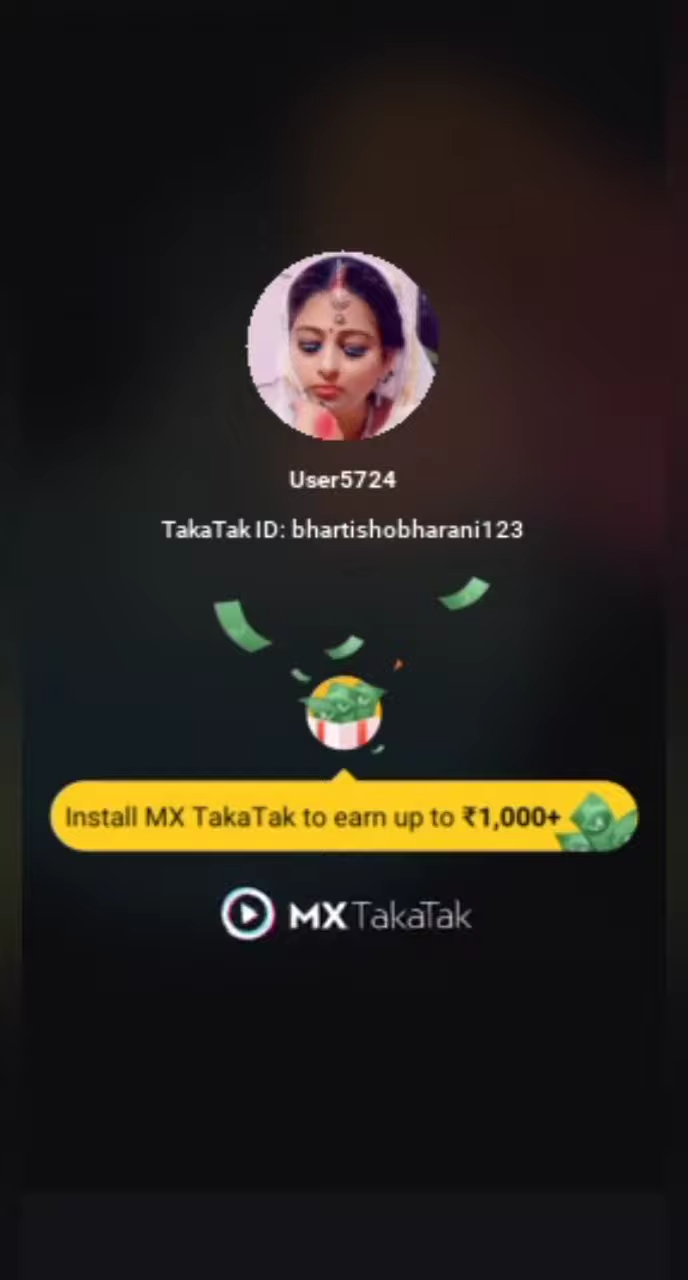 User5724
TakaTak ID: bhartishobharani123
Install MX TakaTak to earn up to ₹1,000+
MX TakaTak